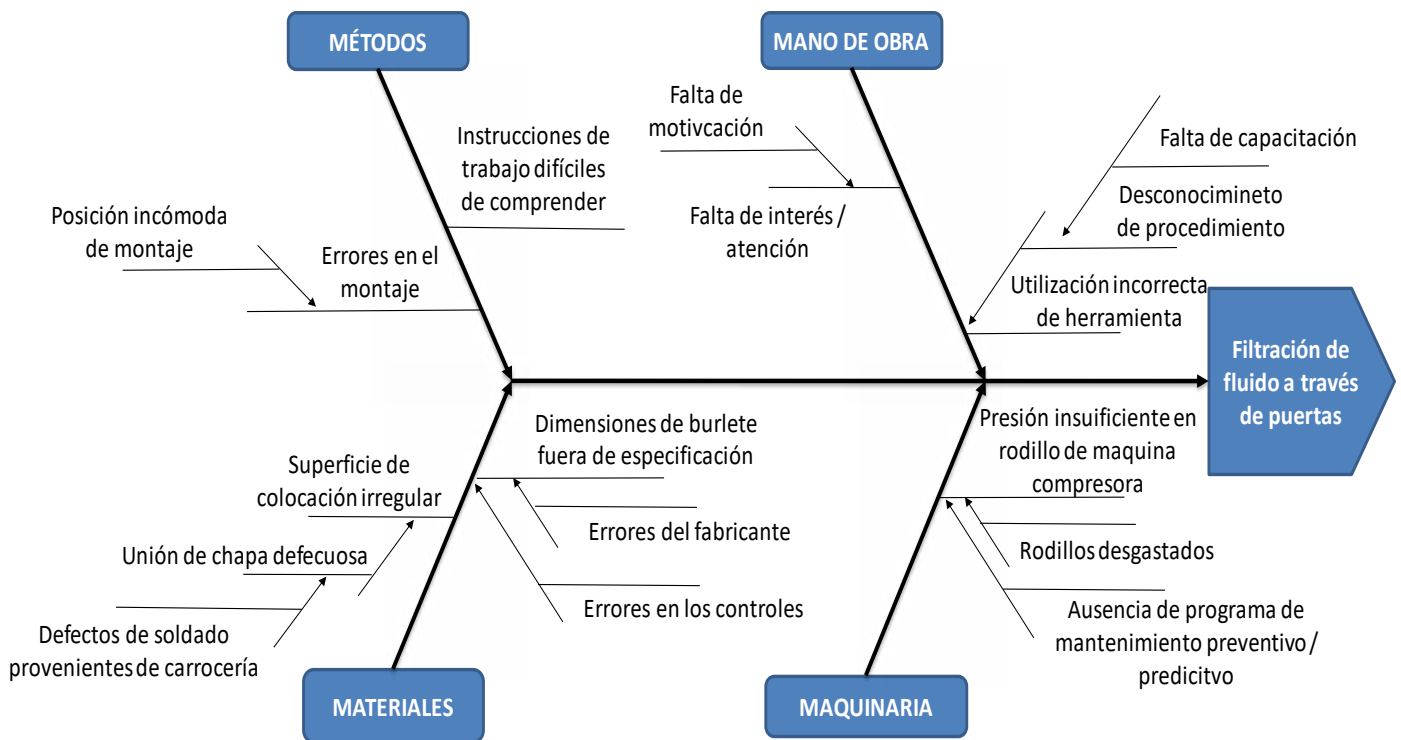 MÉTODOS
MANO DE OBRA
Falta de
motivcación
Instrucciones de
trabajo difíciles
de comprender
Falta de capacitación
Posición incómoda
de montaje
Falta de interés /
atención
Desconocimineto
de procedimiento
Errores en el
montaje
Utilización incorrecta
de herramienta
Filtración de
fluido a través
de puertas
Dimensiones de burlete
fuera de especificación
Presión insuificiente en
rodillo de maquina
compresora
Superficie de
colocación irregular
Errores del fabricante
Rodillos desgastados
Unión de chapa defecuosa
Errores en los controles
Ausencia de programa de
mantenimiento preventivo /
predicitvo
Defectos de soldado
provenientes de carrocería
MATERIALES
MAQUINARIA